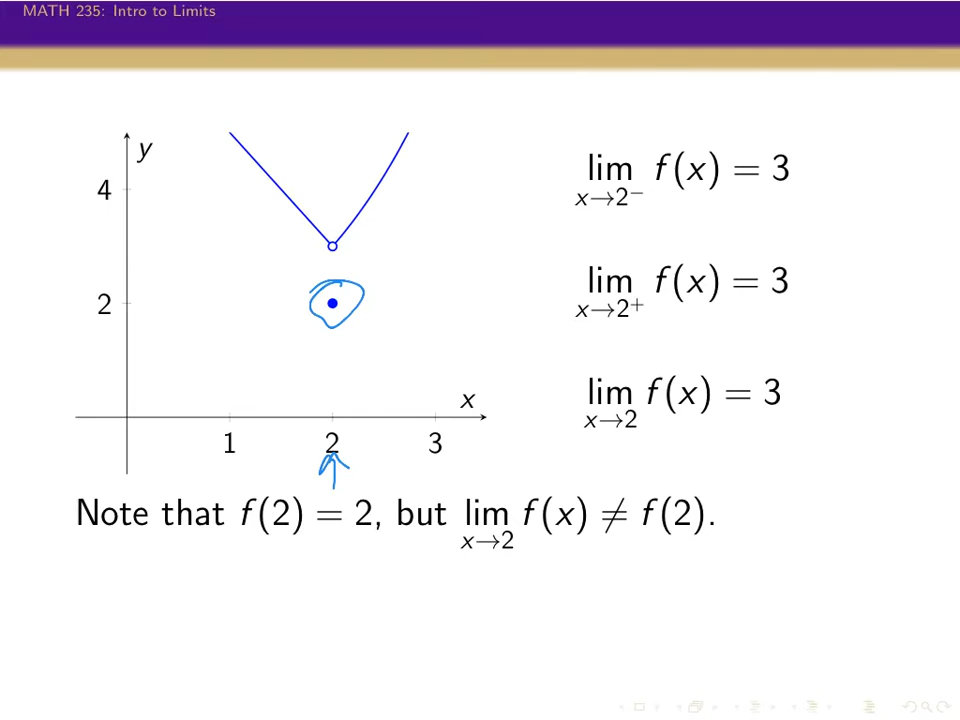 MATH 235: Intro to Limits
y
4
2
x
1 2 3
lim f(x) = 3
x→2⁻
lim f(x) = 3
x→2⁺
lim f(x) = 3
x→2
Note that f(2) = 2, but lim f(x) ≠ f(2).
x→2